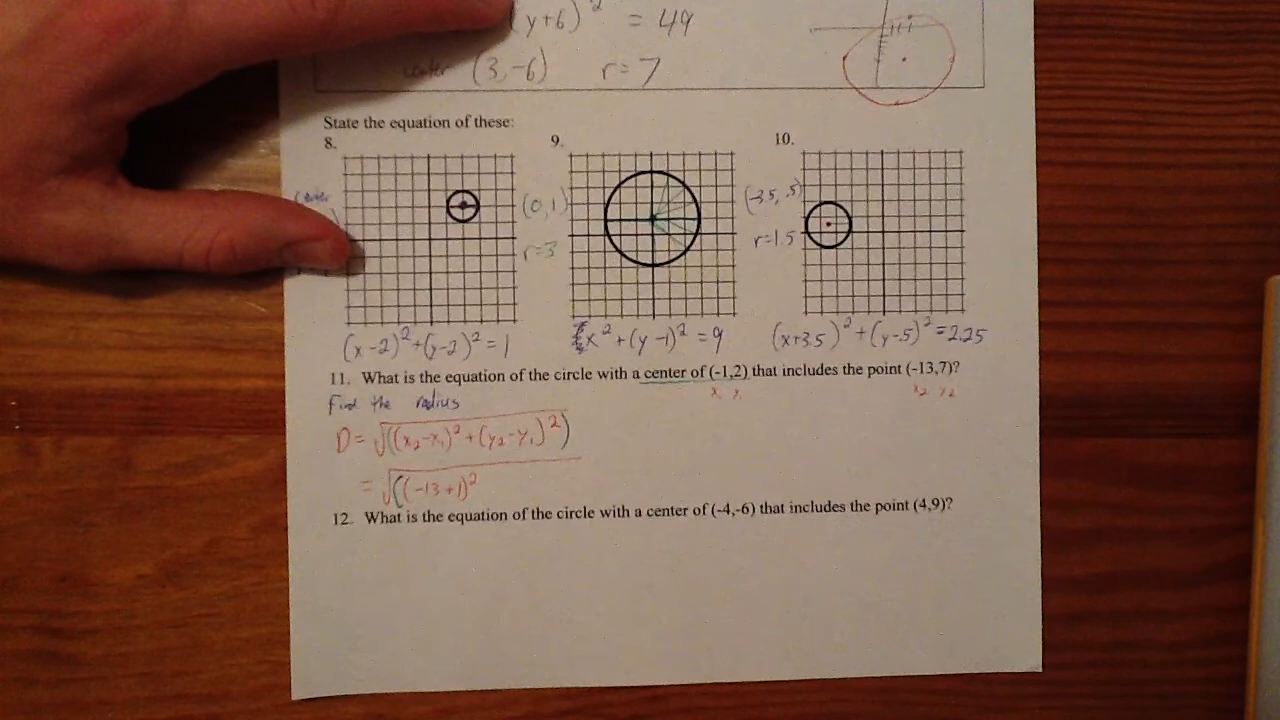 (y+6)² = 49
center (3,-6) r=7
State the equation of these:
8. 9. 10.
(0,1) (-3.5, .5)
r=3 r=1.5
(x-2)²+(y-2)²=1 x²+(y-1)²=9 (x+3.5)²+(y-.5)²=2.25
11. What is the equation of the circle with a center of (-1,2) that includes the point (-13,7)?
x₁ y₁ x₂ y₂
Find the radius
D=√((x₂-x₁)²+(y₂-y₁)²)
=√((-13+1)²
12. What is the equation of the circle with a center of (-4,-6) that includes the point (4,9)?